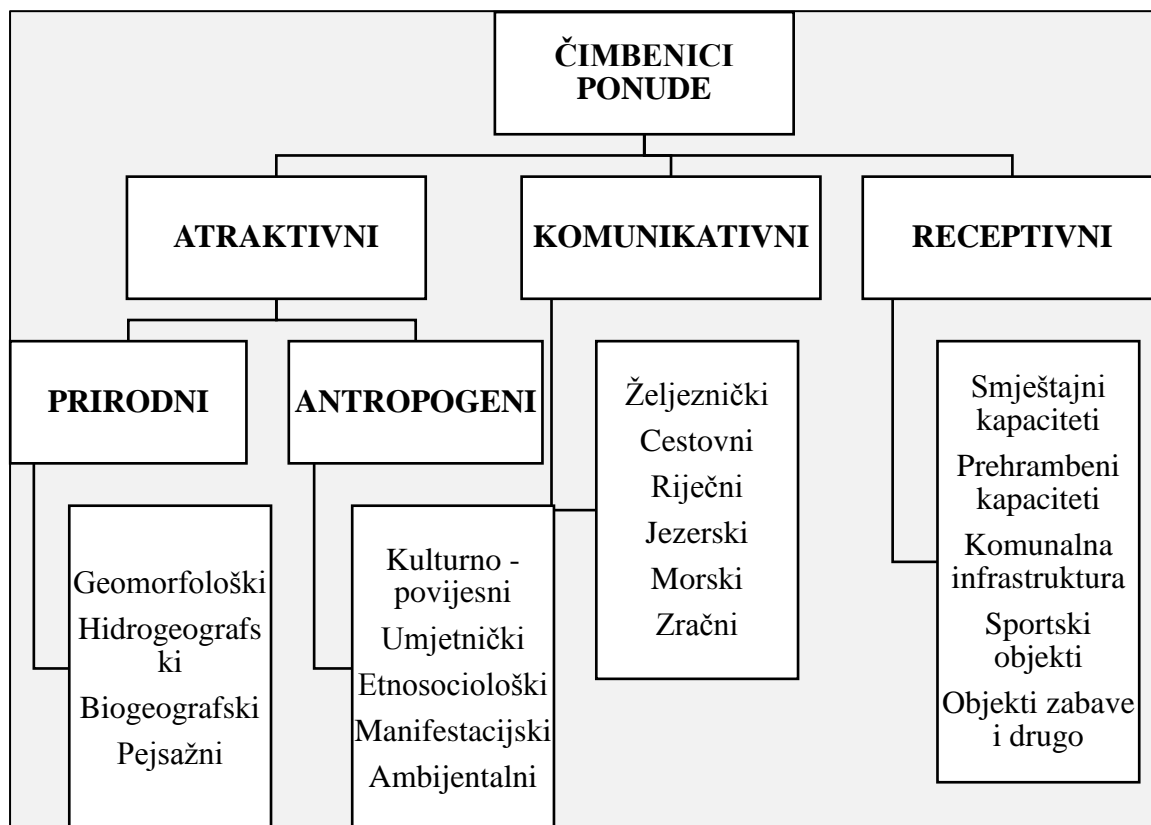 ČIMBENICI
PONUDE
ATRAKTIVNI
KOMUNIKATIVNI
RECEPTIVNI
PRIRODNI
ANTROPOGENI
Geomorfološki
Hidrogeografs
ki
Biogeografski
Pejsažni
Kulturno -
povijesni
Umjetnički
Etnosociološki
Manifestacijski
Ambijentalni
Željeznički
Cestovni
Riječni
Jezerski
Morski
Zračni
Smještajni
kapaciteti
Prehrambeni
kapaciteti
Komunalna
infrastruktura
Sportski
objekti
Objekti zabave
i drugo